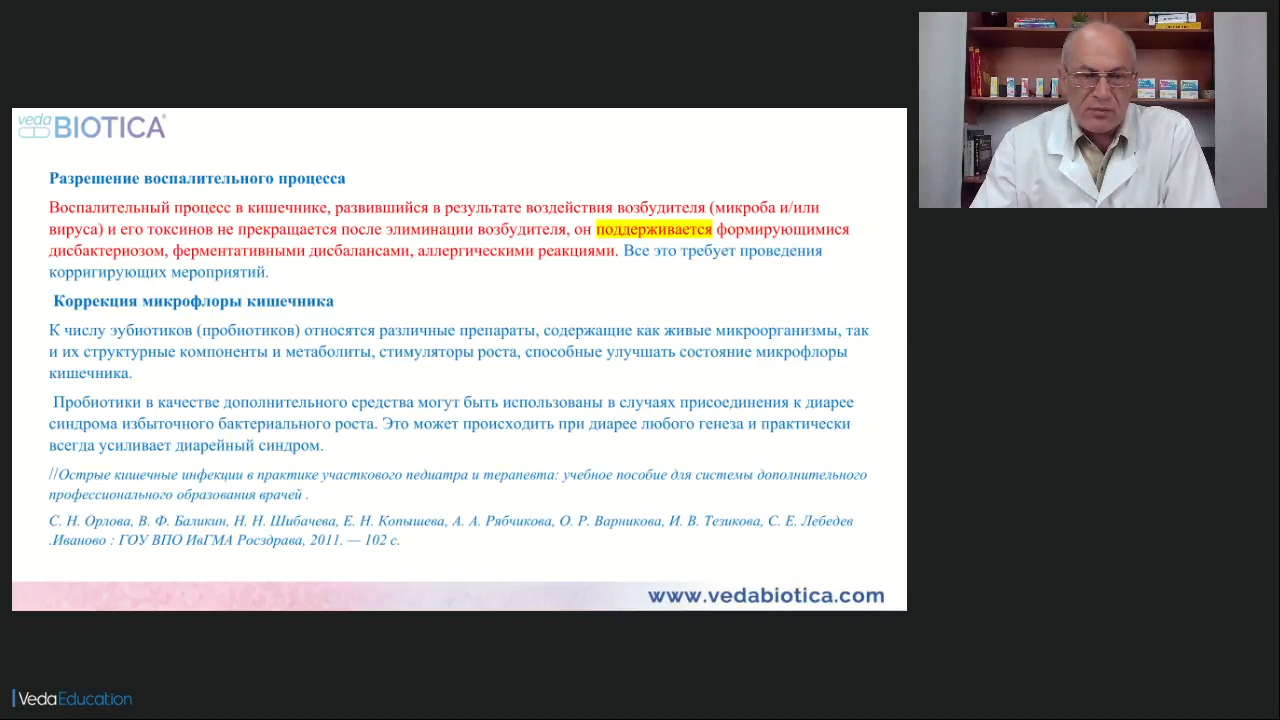 veda
BIOTICA®
Разрешение воспалительного процесса
Воспалительный процесс в кишечнике, развившийся в результате воздействия возбудителя (микроба и/или
вируса) и его токсинов не прекращается после элиминации возбудителя, он поддерживается формирующимися
дисбактериозом, ферментативными дисбалансами, аллергическими реакциями. Все это требует проведения
корригирующих мероприятий.
Коррекция микрофлоры кишечника
К числу эубиотиков (пробиотиков) относятся различные препараты, содержащие как живые микроорганизмы, так
и их структурные компоненты и метаболиты, стимуляторы роста, способные улучшать состояние микрофлоры
кишечника.
Пробиотики в качестве дополнительного средства могут быть использованы в случаях присоединения к диарее
синдрома избыточного бактериального роста. Это может происходить при диарее любого генеза и практически
всегда усиливает диарейный синдром.
//Острые кишечные инфекции в практике участкового педиатра и терапевта: учебное пособие для системы дополнительного
профессионального образования врачей .
С. Н. Орлова, В. Ф. Баликин, Н. Н. Шибачева, Е. Н. Копышева, А. А. Рябчикова, О. Р. Варникова, И. В. Тезикова, С. Е. Лебедев
.Иваново : ГОУ ВПО ИвГМА Росздрава, 2011. — 102 с.
www.vedabiotica.com
VedaEducation